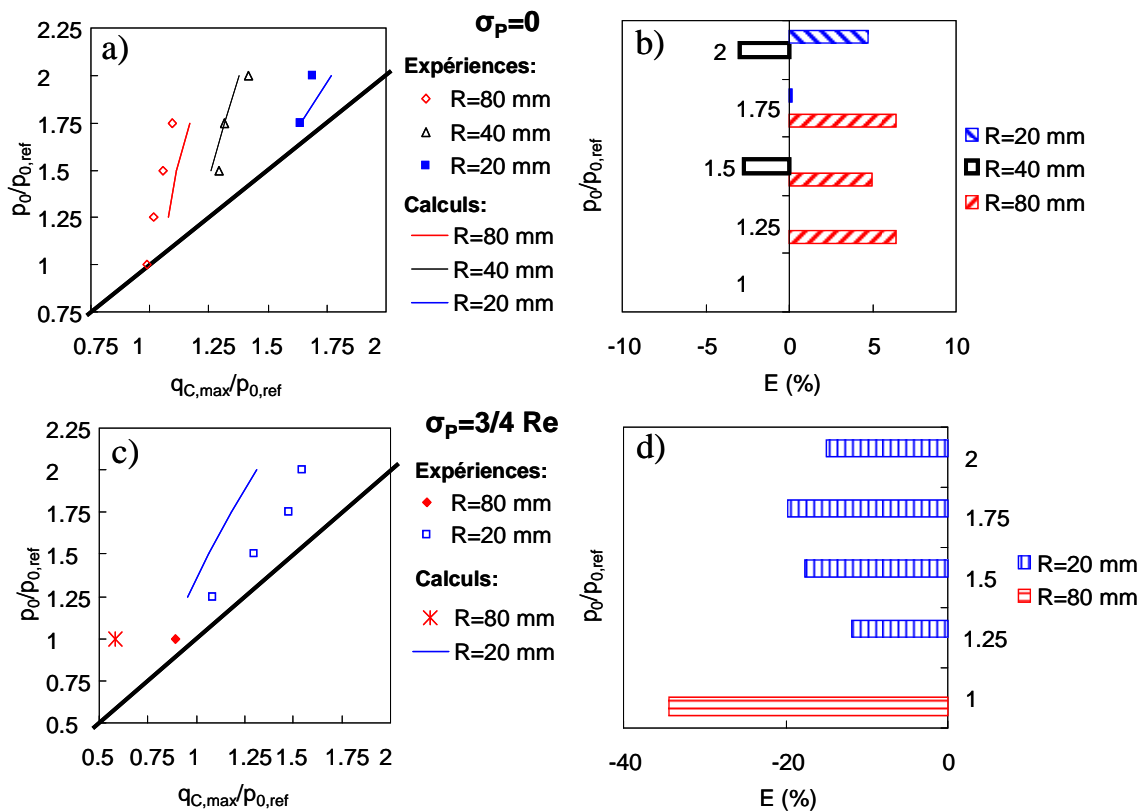 σP=0
a)
2.25
2
1.75
1.5
1.25
1
0.75
p0/p0,ref
0.75 1 1.25 1.5 1.75 2
qC,max/p0,ref
Expériences:
R=80 mm
R=40 mm
R=20 mm
Calculs:
R=80 mm
R=40 mm
R=20 mm
b)
2
1.75
1.5
1.25
1
p0/p0,ref
-10 -5 0 5 10
E (%)
R=20 mm
R=40 mm
R=80 mm
σP=3/4 Re
c)
2.25
2
1.75
1.5
1.25
1
0.75
0.5
p0/p0,ref
0.5 0.75 1 1.25 1.5 1.75 2
qC,max/p0,ref
Expériences:
R=80 mm
R=20 mm
Calculs:
R=80 mm
R=20 mm
d)
2
1.75
1.5
1.25
1
p0/p0,ref
-40 -20 0
E (%)
R=20 mm
R=80 mm